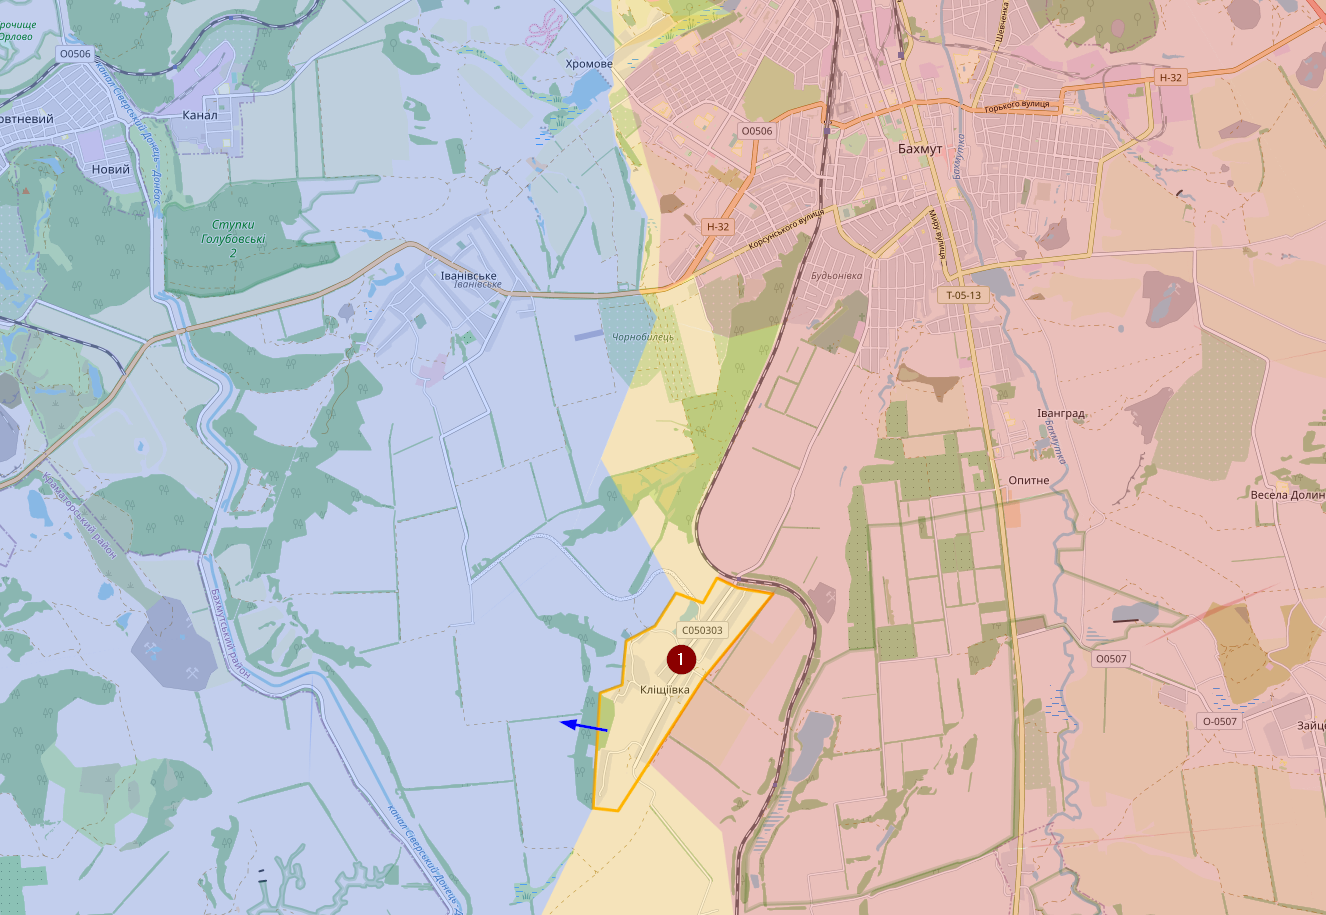 рочище
Орлово
О0506
Хромове
Шевченка
Н-32
Горького вулиця
канал Сіверський Донець - Донбас
Канал
овтневий
О0506
Бахмут
Бахмутка
Новий
Ступки
Голубовські
2
Н-32
Корсунського вулиця
Миру вулиця
Іванівське
Іванівське
Будьонівка
Т-05-13
Чорнобилець
Іванград
Бахмутка
Опитне
Весела Долин
Краматорський район
Бахмутський район
С050303
1
Кліщіївка
О0507
О-0507
Зайц
канал Сіверський Донець - Д